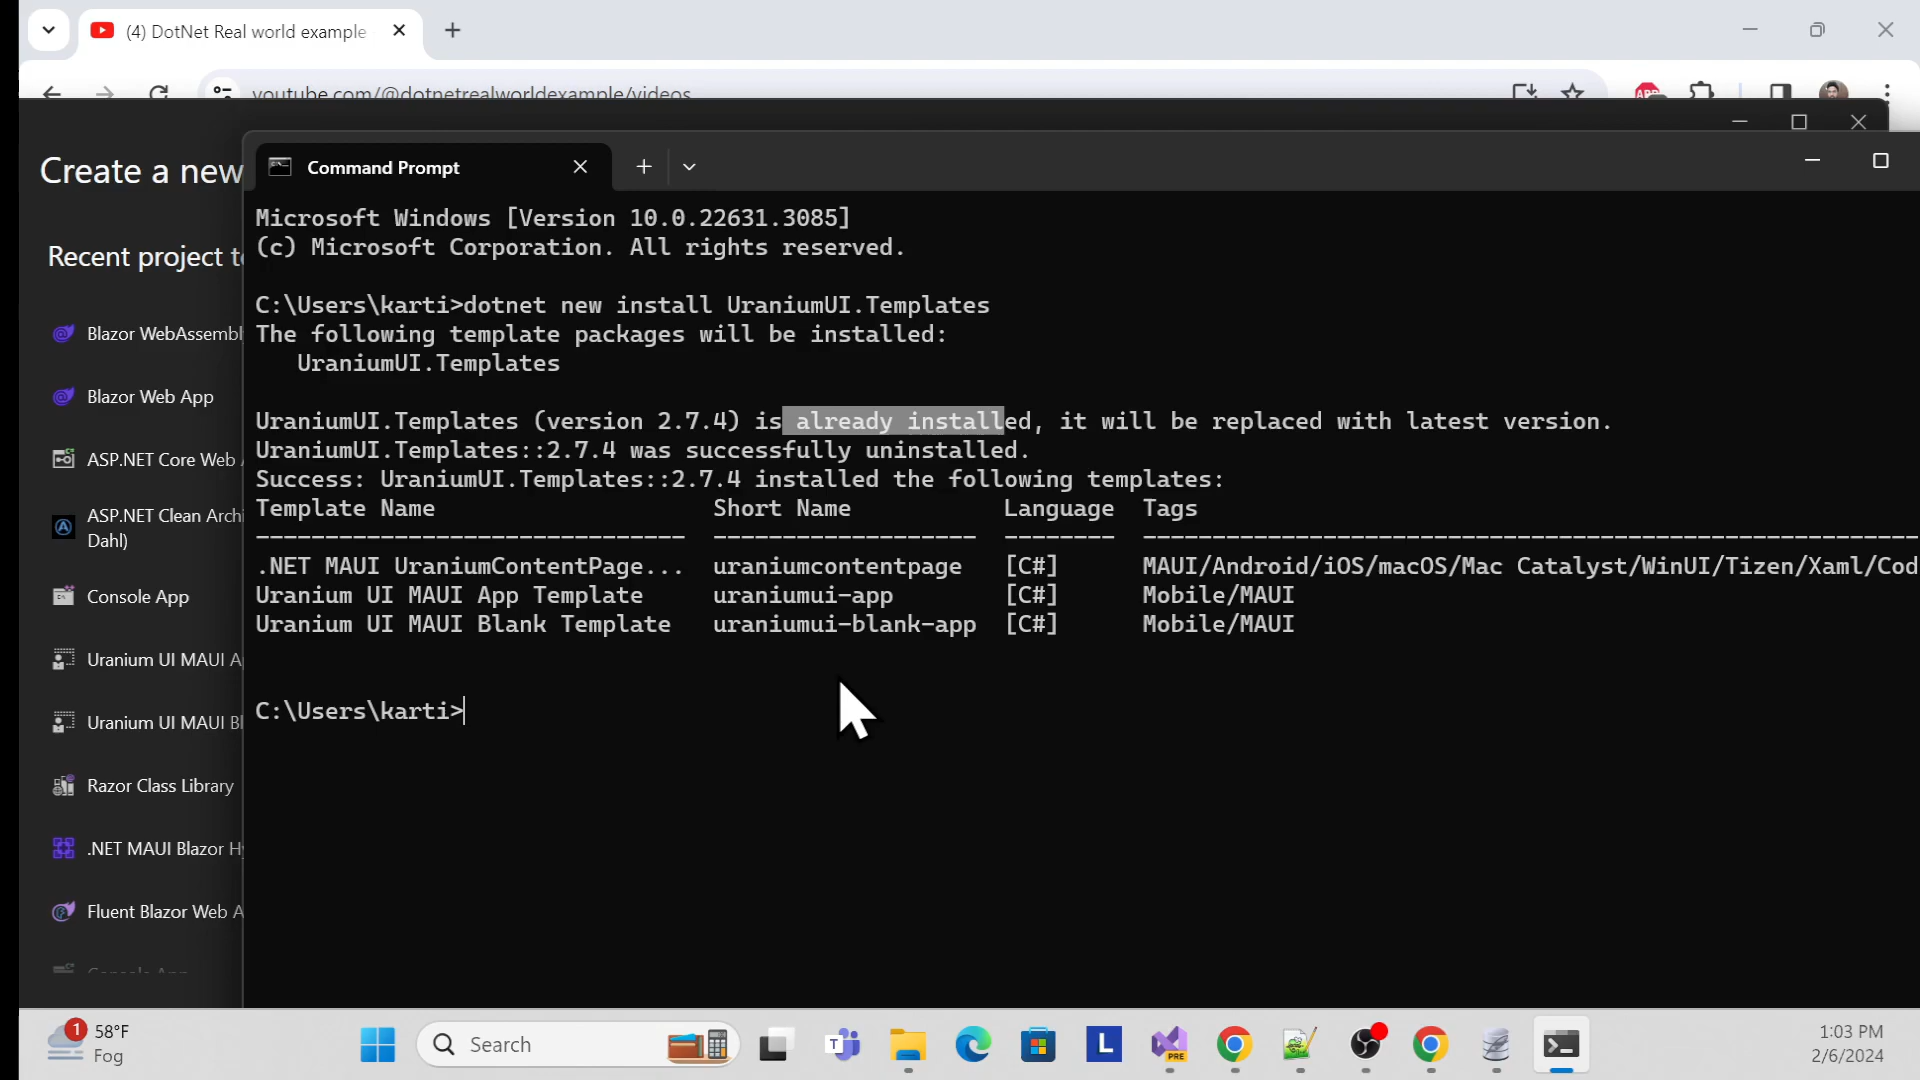 (4) DotNet Real world example
youtube.com/@dotnetrealworldexample/videos
ABP
Create a new
Recent project t
Blazor WebAssembl
Blazor Web App
ASP.NET Core Web
ASP.NET Clean Archi
Dahl)
Console App
Uranium UI MAUI A
Uranium UI MAUI Bl
Razor Class Library
.NET MAUI Blazor Hy
Fluent Blazor Web A
Console App
Command Prompt
Microsoft Windows [Version 10.0.22631.3085]
(c) Microsoft Corporation. All rights reserved.
C:\Users\karti>dotnet new install UraniumUI.Templates
The following template packages will be installed:
UraniumUI.Templates
UraniumUI.Templates (version 2.7.4) is already installed, it will be replaced with latest version.
UraniumUI.Templates::2.7.4 was successfully uninstalled.
Success: UraniumUI.Templates::2.7.4 installed the following templates:
Template Name Short Name Language Tags
------------------------------- ------------------- -------- --------------------------------------------------------
.NET MAUI UraniumContentPage... uraniumcontentpage [C#] MAUI/Android/iOS/macOS/Mac Catalyst/WinUI/Tizen/Xaml/Cod
Uranium UI MAUI App Template uraniumui-app [C#] Mobile/MAUI
Uranium UI MAUI Blank Template uraniumui-blank-app [C#] Mobile/MAUI
C:\Users\karti>
1
58°F
Fog
Search
T
L
PRE
1:03 PM
2/6/2024